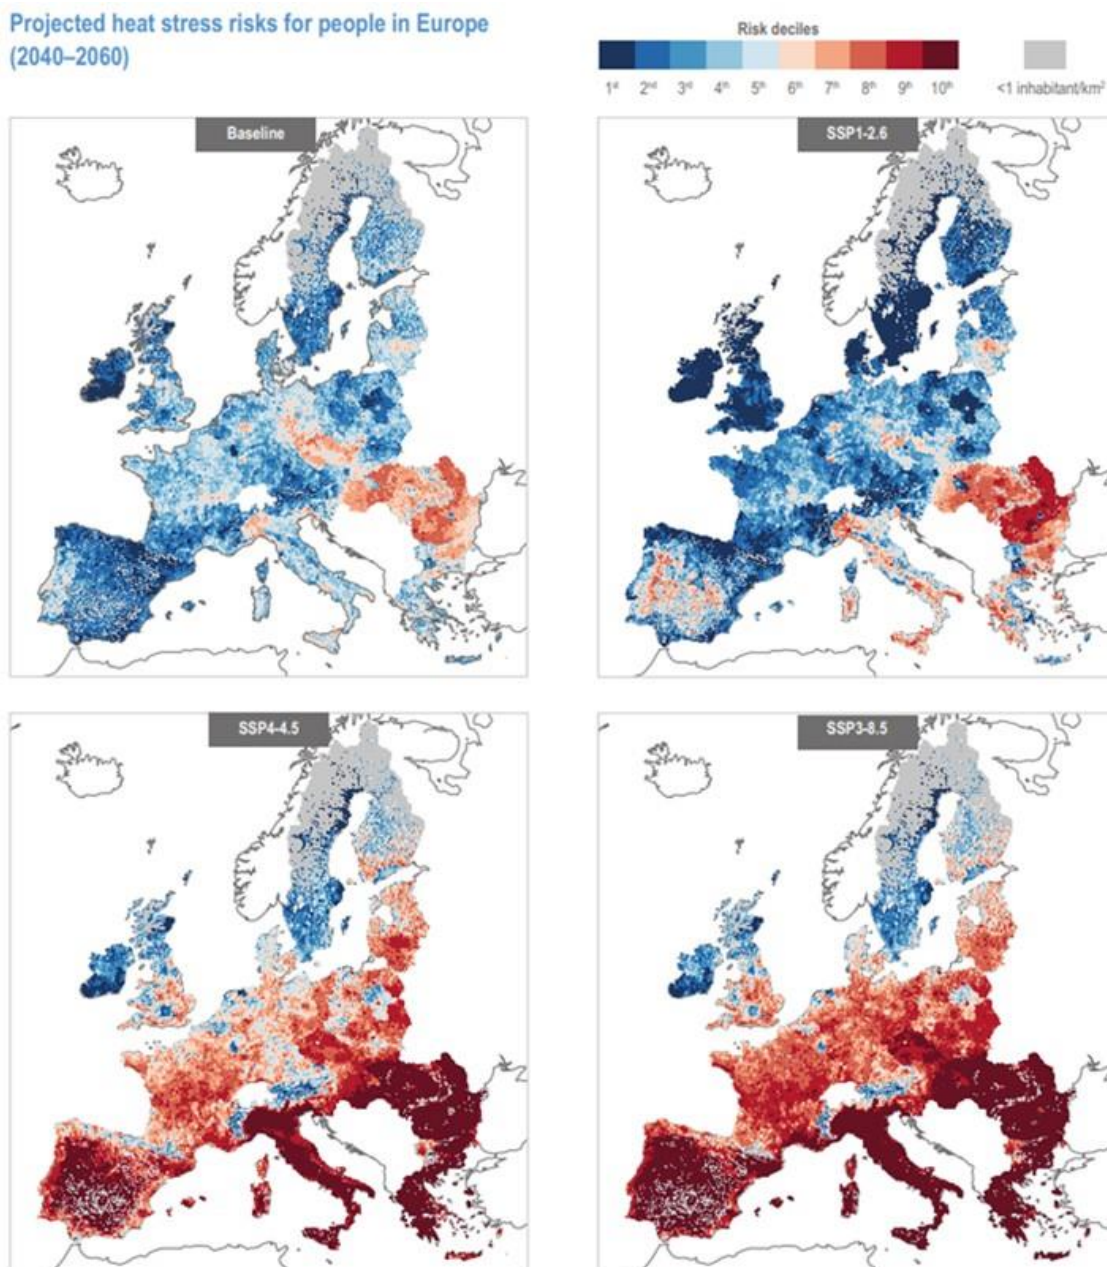 Projected heat stress risks for people in Europe
(2040–2060)
Risk deciles
1st 2nd 3rd 4th 5th 6th 7th 8th 9th 10th
<1 inhabitant/km²
Baseline
SSP1-2.6
SSP4-4.5
SSP3-8.5